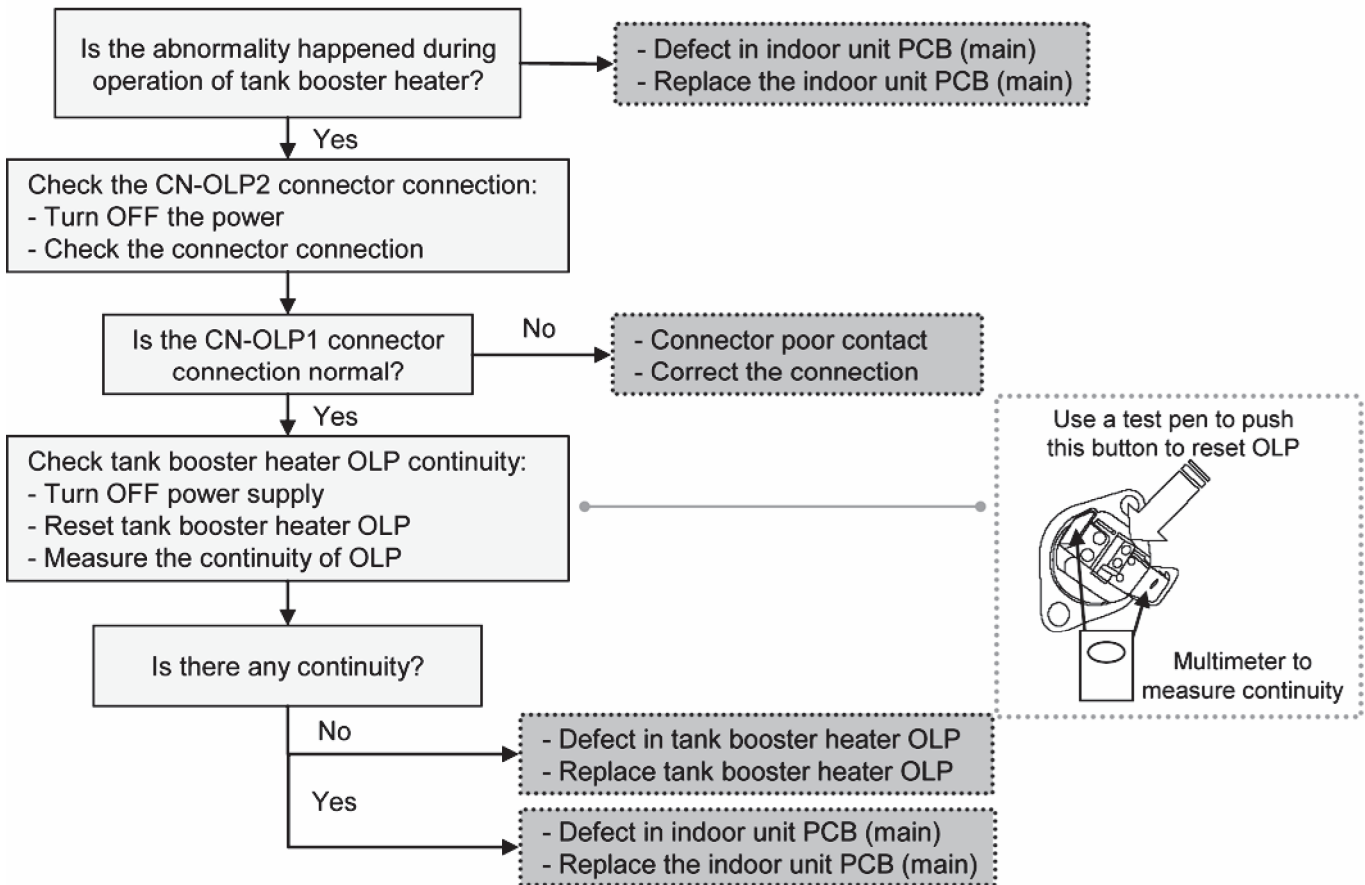 Is the abnormality happened during
operation of tank booster heater?
- Defect in indoor unit PCB (main)
- Replace the indoor unit PCB (main)
Yes
Check the CN-OLP2 connector connection:
- Turn OFF the power
- Check the connector connection
Is the CN-OLP1 connector
connection normal?
No
- Connector poor contact
- Correct the connection
Yes
Check tank booster heater OLP continuity:
- Turn OFF power supply
- Reset tank booster heater OLP
- Measure the continuity of OLP
Use a test pen to push
this button to reset OLP
Multimeter to
measure continuity
Is there any continuity?
No
- Defect in tank booster heater OLP
- Replace tank booster heater OLP
Yes
- Defect in indoor unit PCB (main)
- Replace the indoor unit PCB (main)